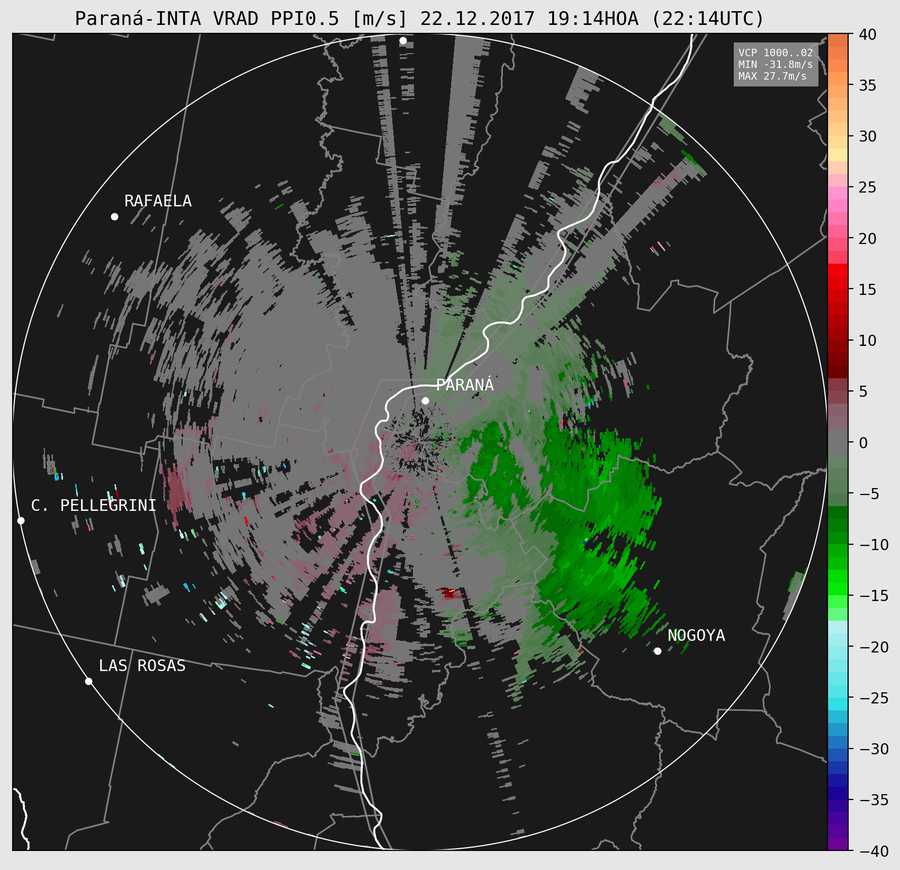 Paraná-INTA VRAD PPI0.5 [m/s] 22.12.2017 19:14HOA (22:14UTC)
VCP 1000..02
MIN -31.8m/s
MAX 27.7m/s
40
35
30
25
20
15
10
5
0
−5
−10
−15
−20
−25
−30
−35
−40
RAFAELA
PARANÁ
C. PELLEGRINI
NOGOYA
LAS ROSAS